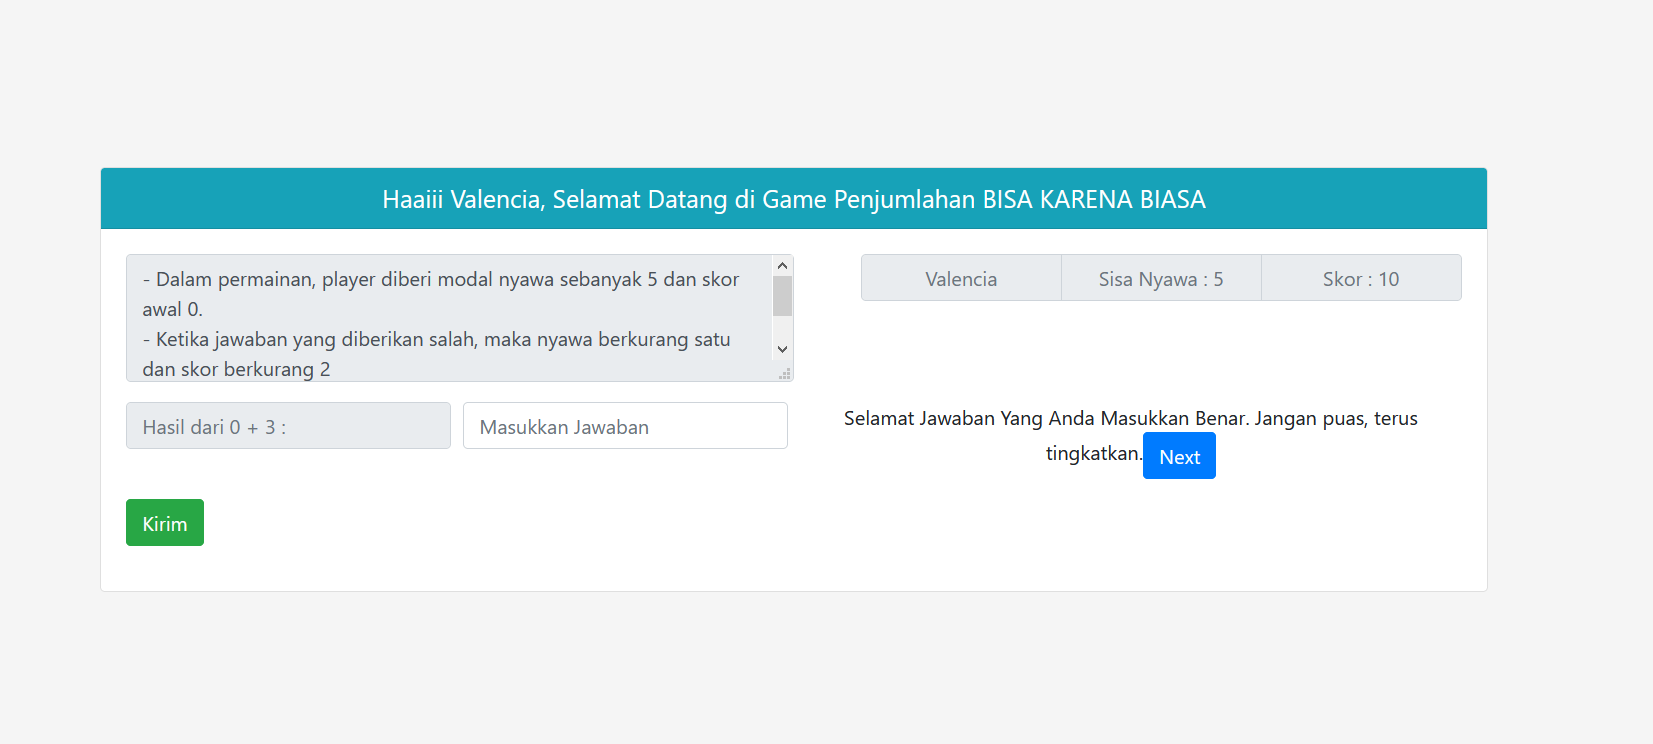 Haaiii Valencia, Selamat Datang di Game Penjumlahan BISA KARENA BIASA
- Dalam permainan, player diberi modal nyawa sebanyak 5 dan skor
awal 0.
- Ketika jawaban yang diberikan salah, maka nyawa berkurang satu
dan skor berkurang 2
Valencia
Sisa Nyawa : 5
Skor : 10
Hasil dari 0 + 3 :
Masukkan Jawaban
Selamat Jawaban Yang Anda Masukkan Benar. Jangan puas, terus
tingkatkan.
Next
Kirim